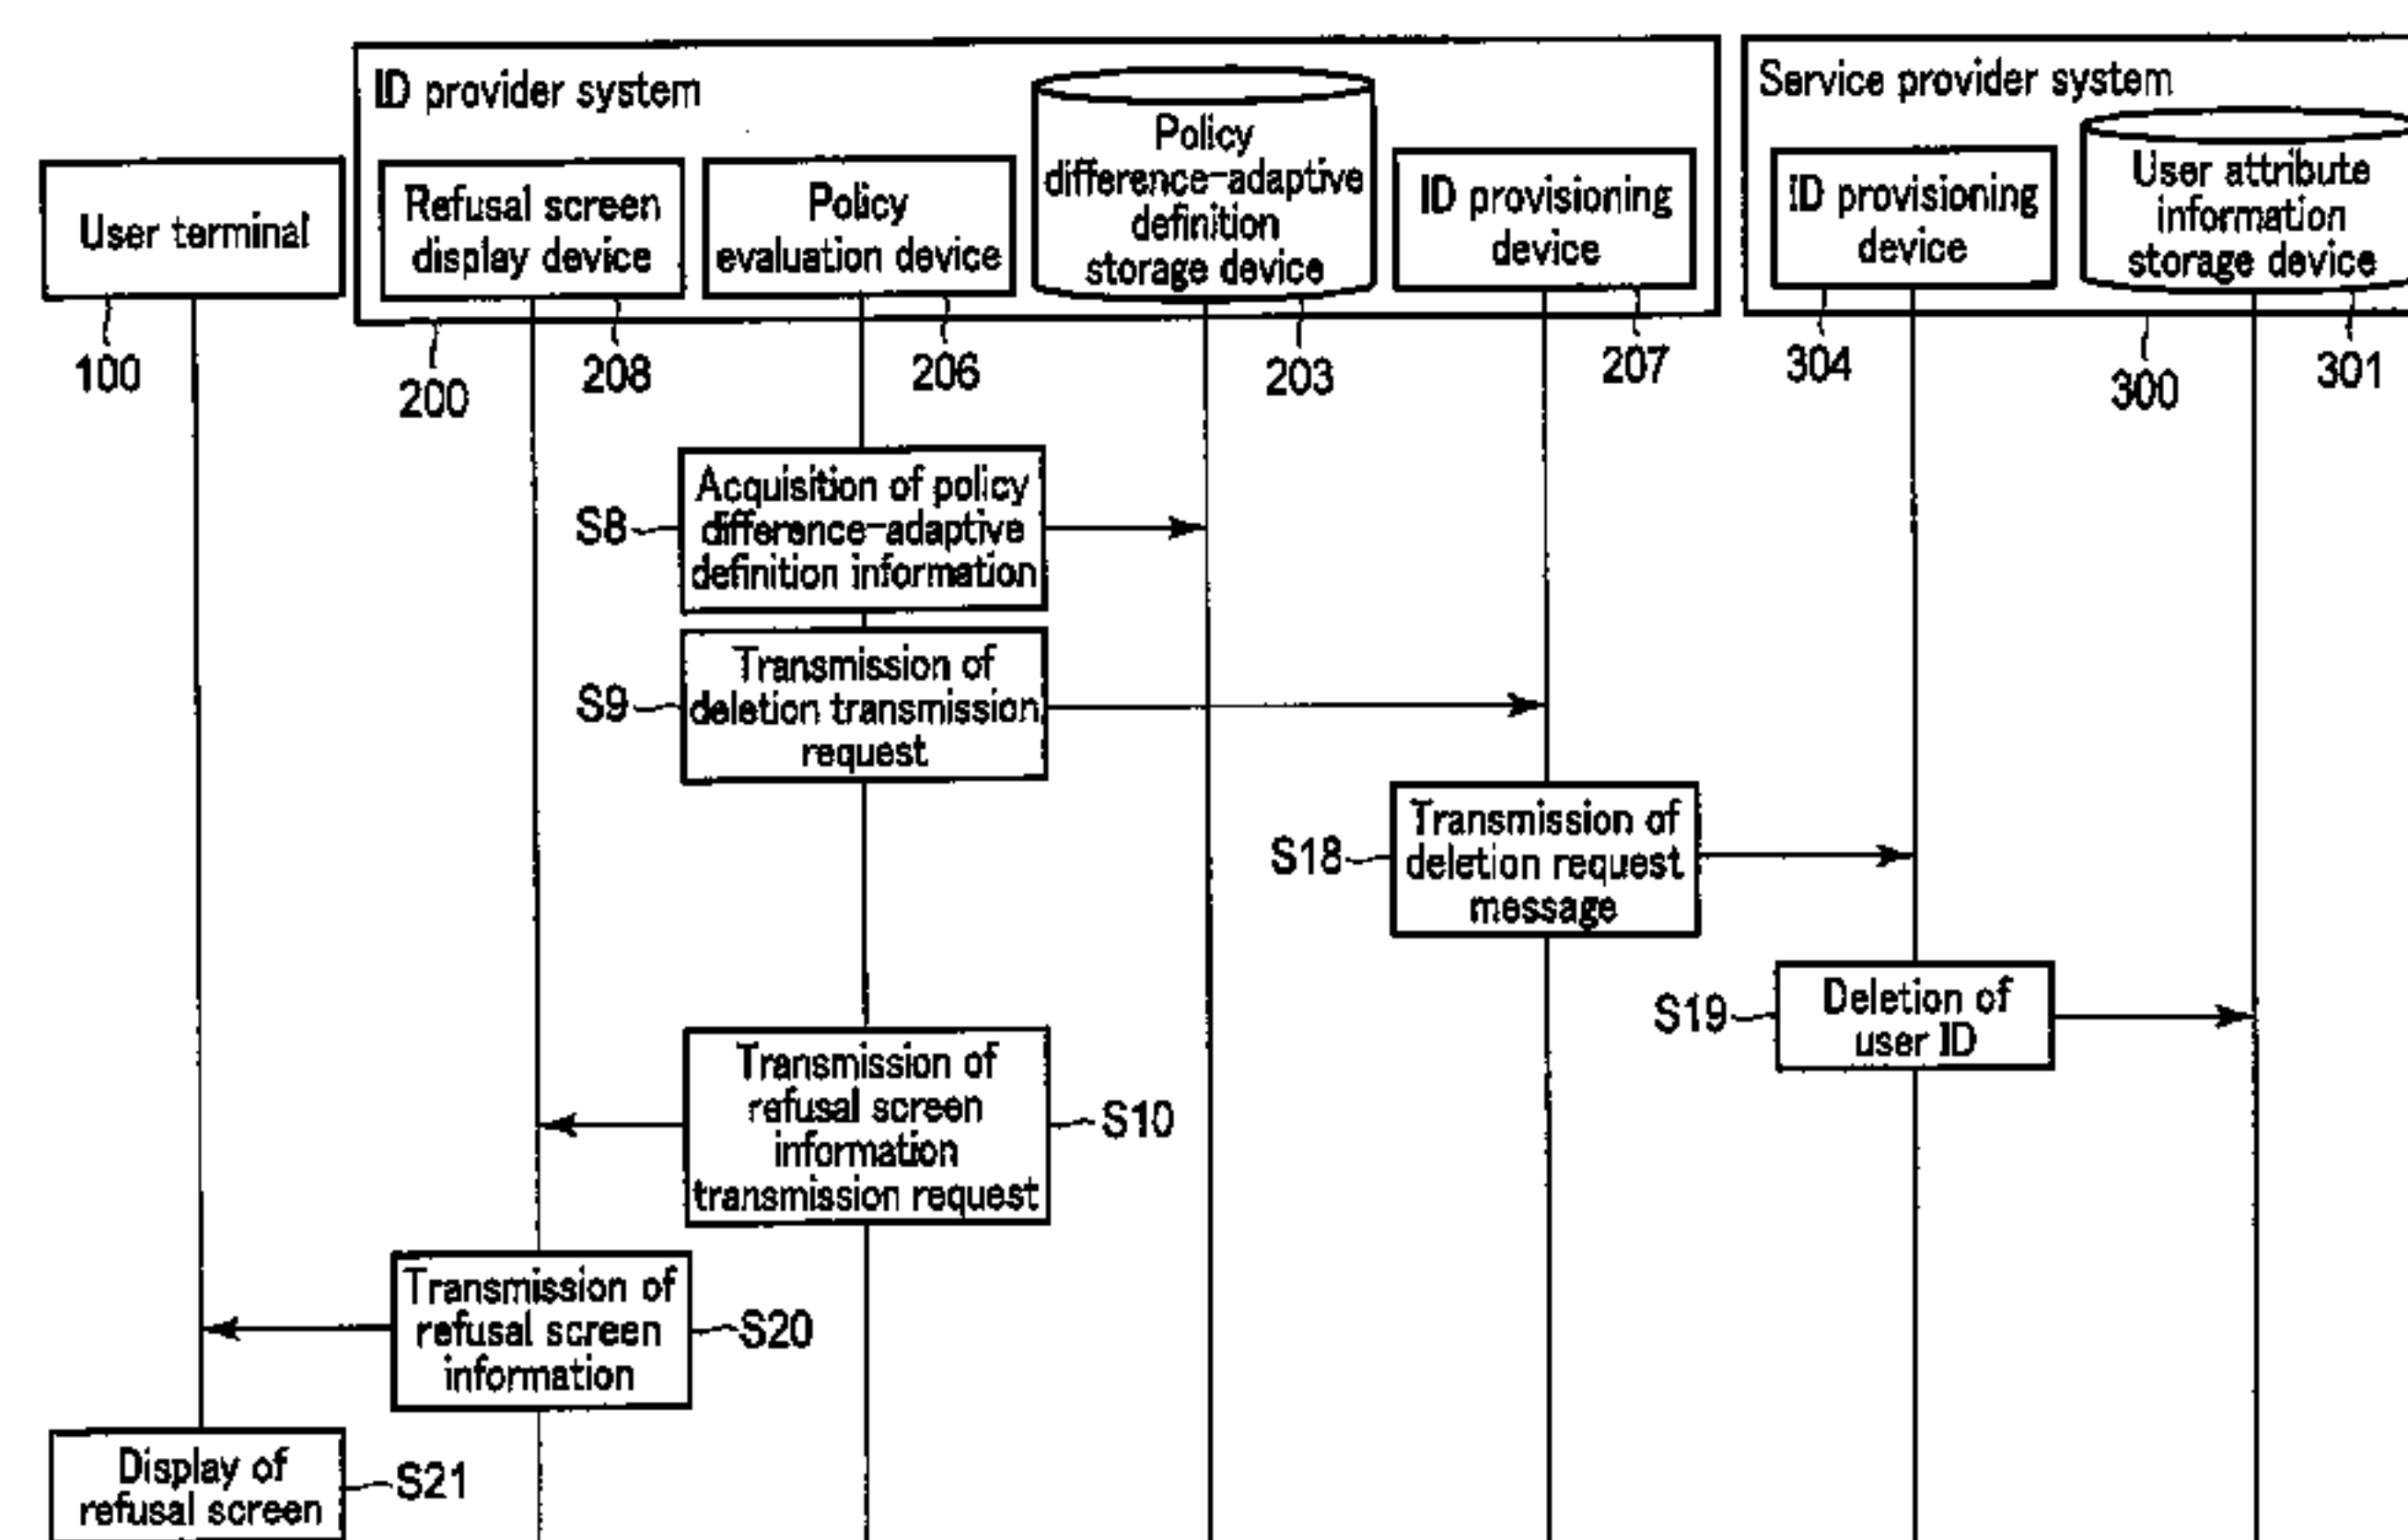 ID provider system
Service provider system
User terminal
Refusal screen
display device
Policy
evaluation device
Policy
difference-adaptive
definition
storage device
ID provisioning
device
ID provisioning
device
User attribute
information
storage device
100
200
208
206
203
207
304
300
301
S8
Acquisition of policy
difference-adaptive
definition information
S9
Transmission of
deletion transmission
request
S18
Transmission of
deletion request
message
S19
Deletion of
user ID
Transmission of
refusal screen
information
transmission request
S10
Transmission of
refusal screen
information
S20
Display of
refusal screen
S21